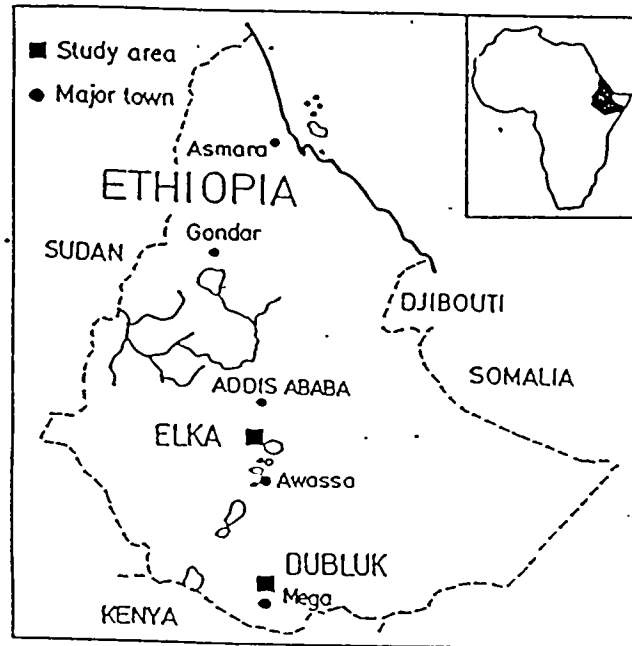 Study area
Major town
Asmara
ETHIOPIA
Gondar
SUDAN
DJIBOUTI
SOMALIA
ADDIS ABABA
ELKA
Awassa
DUBLUK
Mega
KENYA